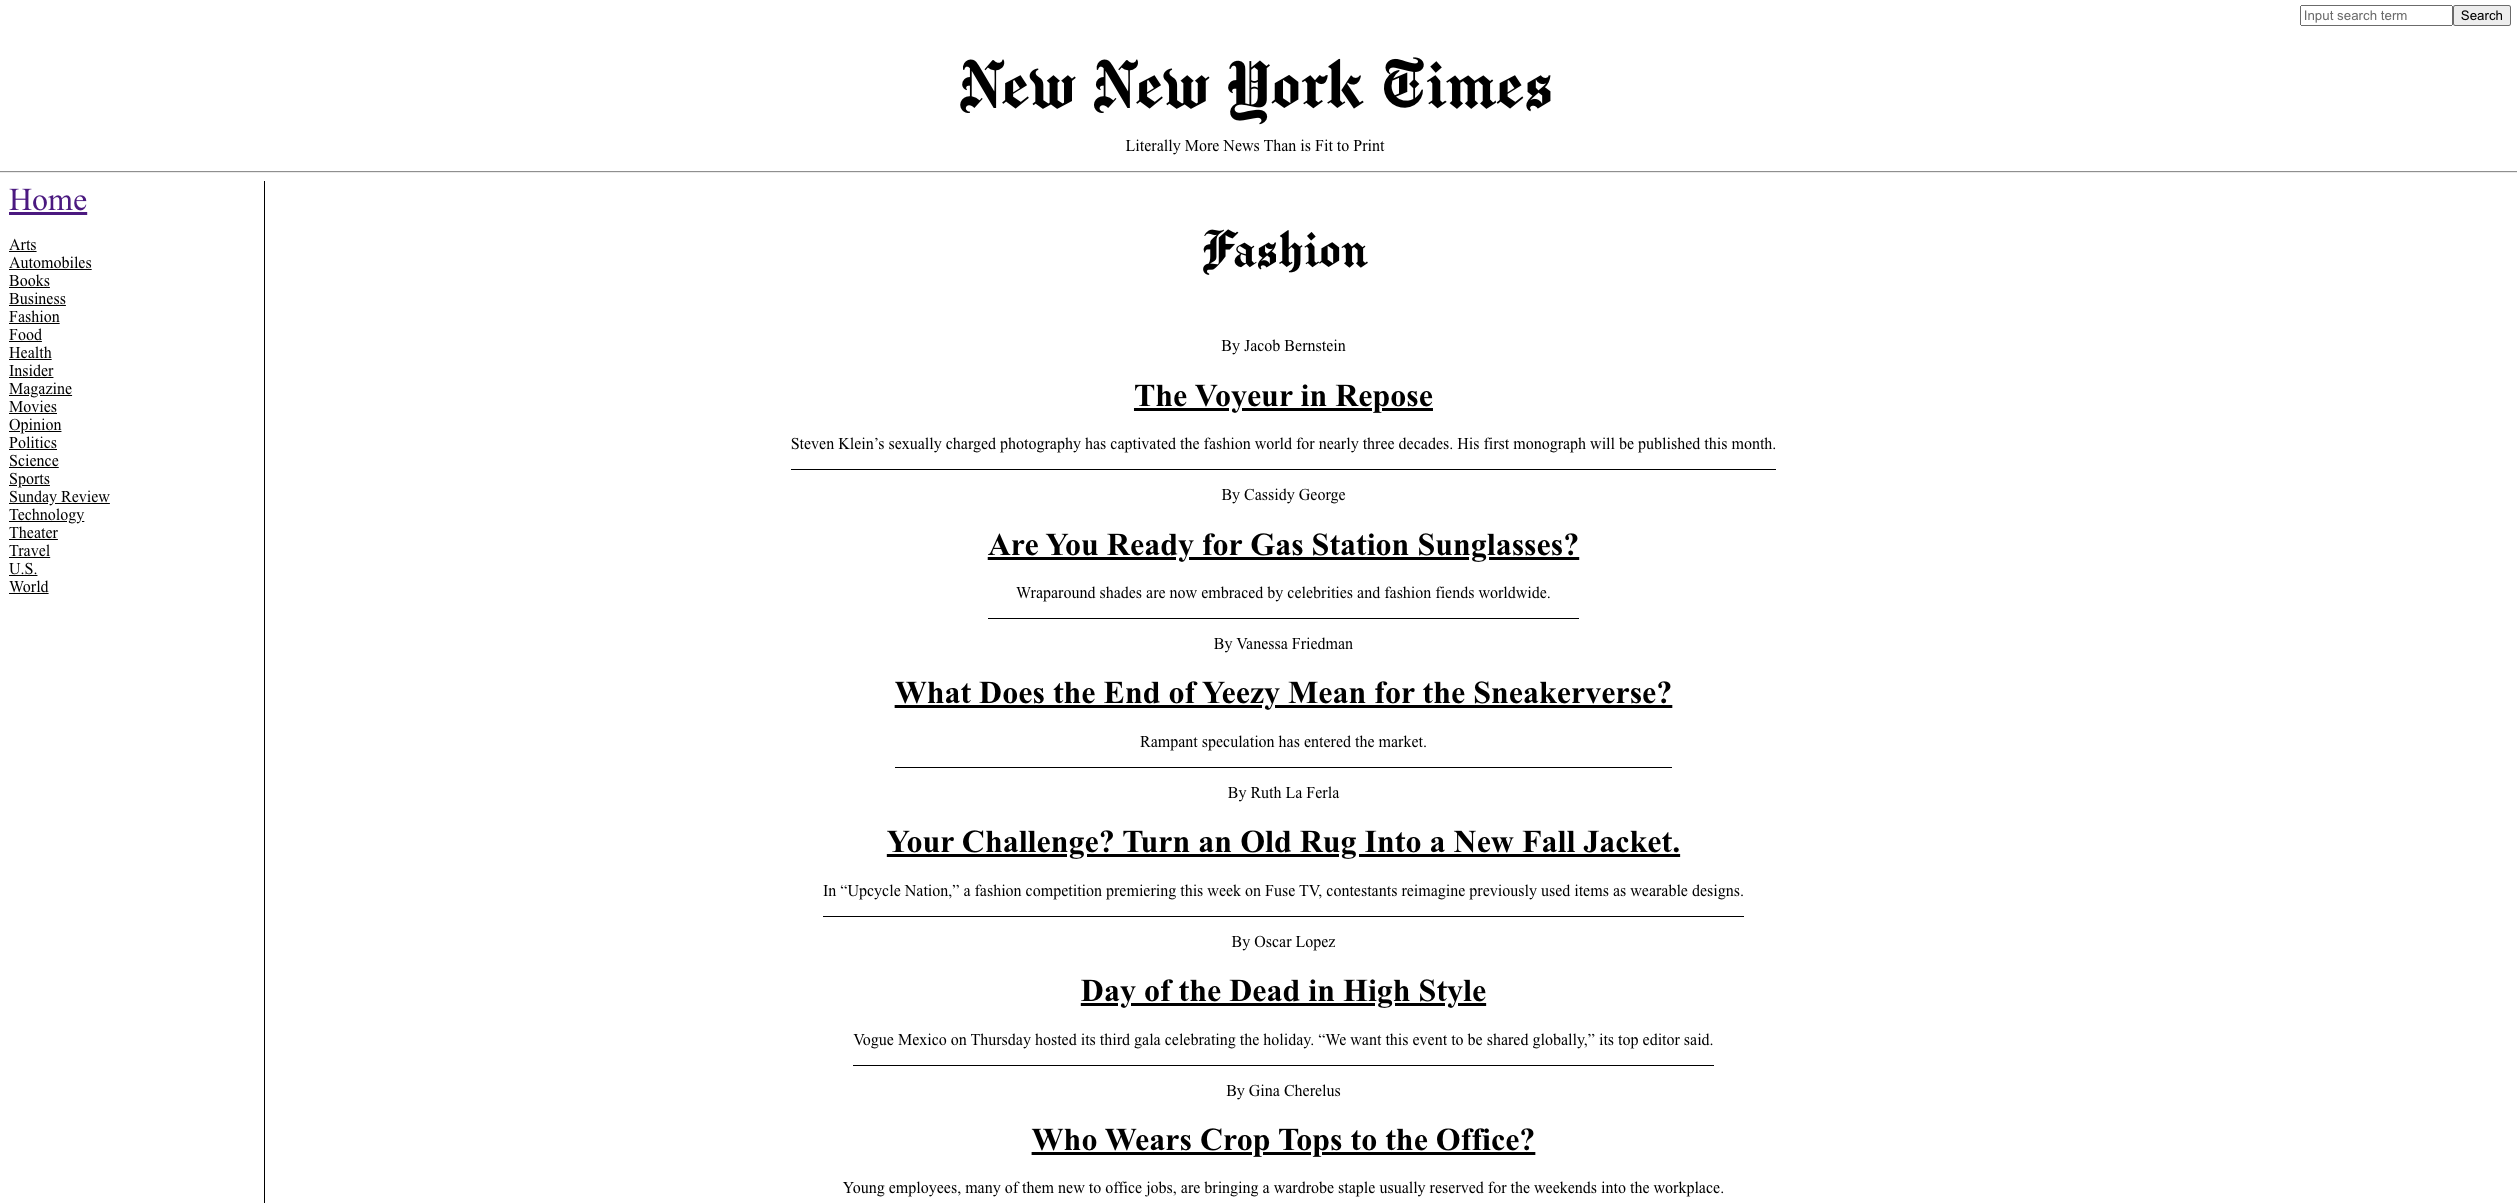 Input search term Search
New New York Times
Literally More News Than is Fit to Print
Home
Arts
Automobiles
Books
Business
Fashion
Food
Health
Insider
Magazine
Movies
Opinion
Politics
Science
Sports
Sunday Review
Technology
Theater
Travel
U.S.
World
Fashion
By Jacob Bernstein
The Voyeur in Repose
Steven Klein’s sexually charged photography has captivated the fashion world for nearly three decades. His first monograph will be published this month.
By Cassidy George
Are You Ready for Gas Station Sunglasses?
Wraparound shades are now embraced by celebrities and fashion fiends worldwide.
By Vanessa Friedman
What Does the End of Yeezy Mean for the Sneakerverse?
Rampant speculation has entered the market.
By Ruth La Ferla
Your Challenge? Turn an Old Rug Into a New Fall Jacket.
In “Upcycle Nation,” a fashion competition premiering this week on Fuse TV, contestants reimagine previously used items as wearable designs.
By Oscar Lopez
Day of the Dead in High Style
Vogue Mexico on Thursday hosted its third gala celebrating the holiday. “We want this event to be shared globally,” its top editor said.
By Gina Cherelus
Who Wears Crop Tops to the Office?
Young employees, many of them new to office jobs, are bringing a wardrobe staple usually reserved for the weekends into the workplace.